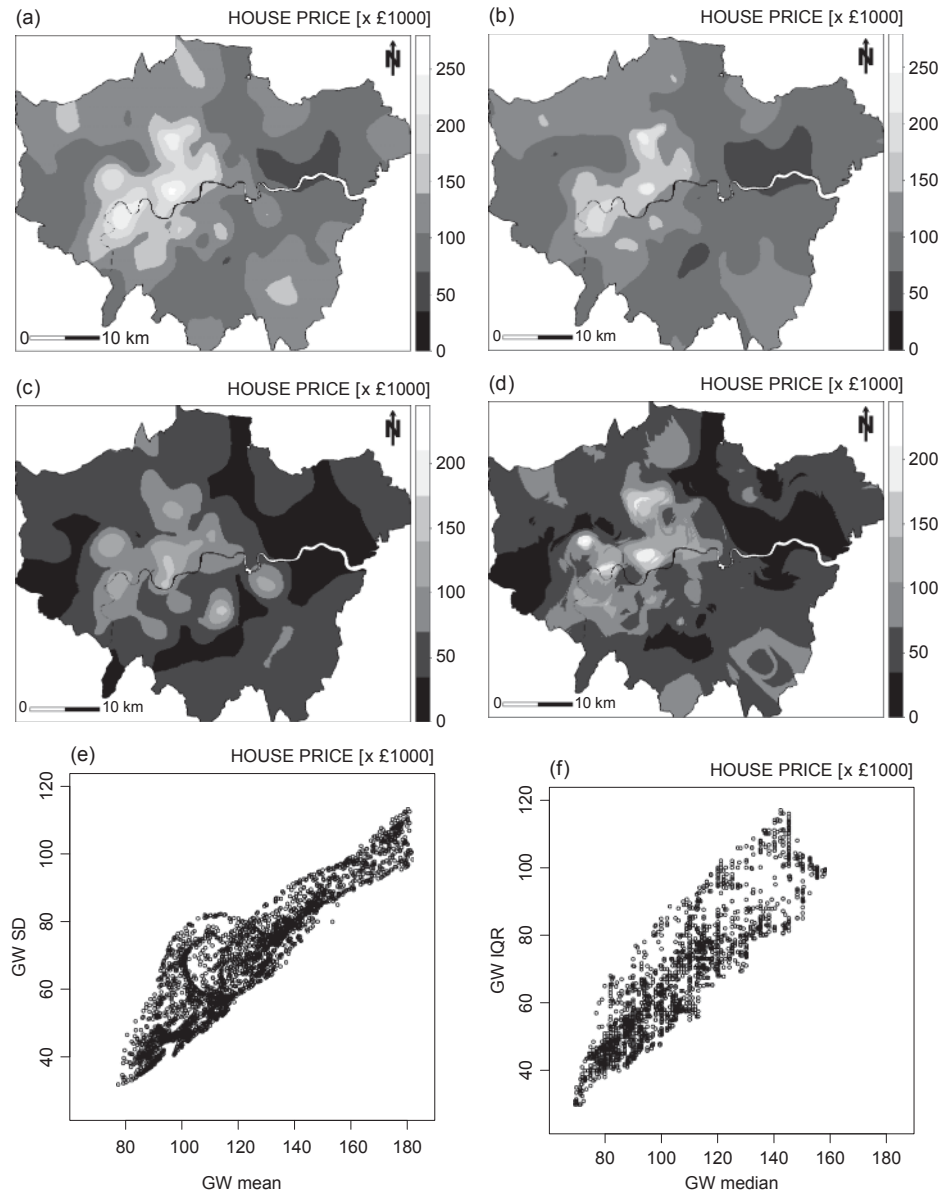 (a) HOUSE PRICE [x £1000]
N
250
200
150
100
50
0
0 10 km
(b) HOUSE PRICE [x £1000]
N
250
200
150
100
50
0
0 10 km
(c) HOUSE PRICE [x £1000]
N
200
150
100
50
0
0 10 km
(d) HOUSE PRICE [x £1000]
N
200
150
100
50
0
0 10 km
(e) HOUSE PRICE [x £1000]
120
100
80
60
40
GW SD
80 100 120 140 160 180
GW mean
(f) HOUSE PRICE [x £1000]
120
100
80
60
40
GW IQR
80 100 120 140 160 180
GW median